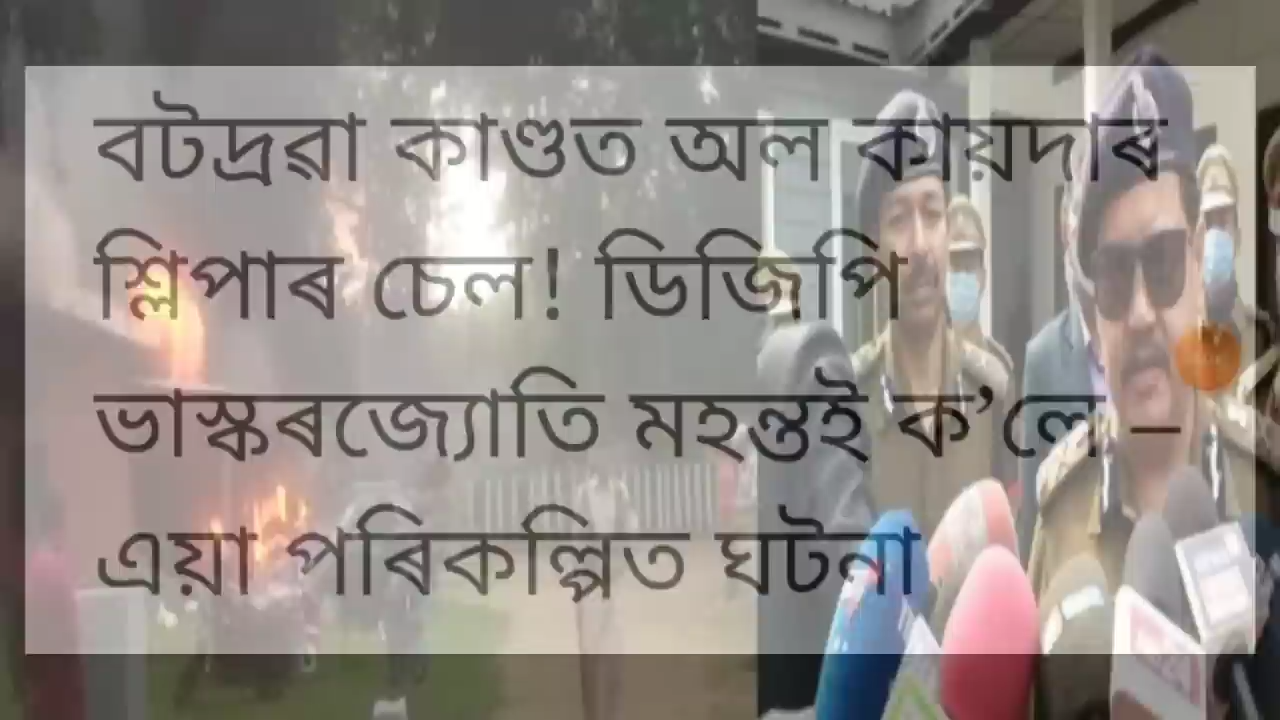 বটদ্ৰৱা কাণ্ডত অল কায়দাৰ
শ্লিপাৰ চেল! ডিজিপি
ভাস্কৰজ্যোতি মহন্তই ক’লে –
এয়া পৰিকল্পিত ঘটনা